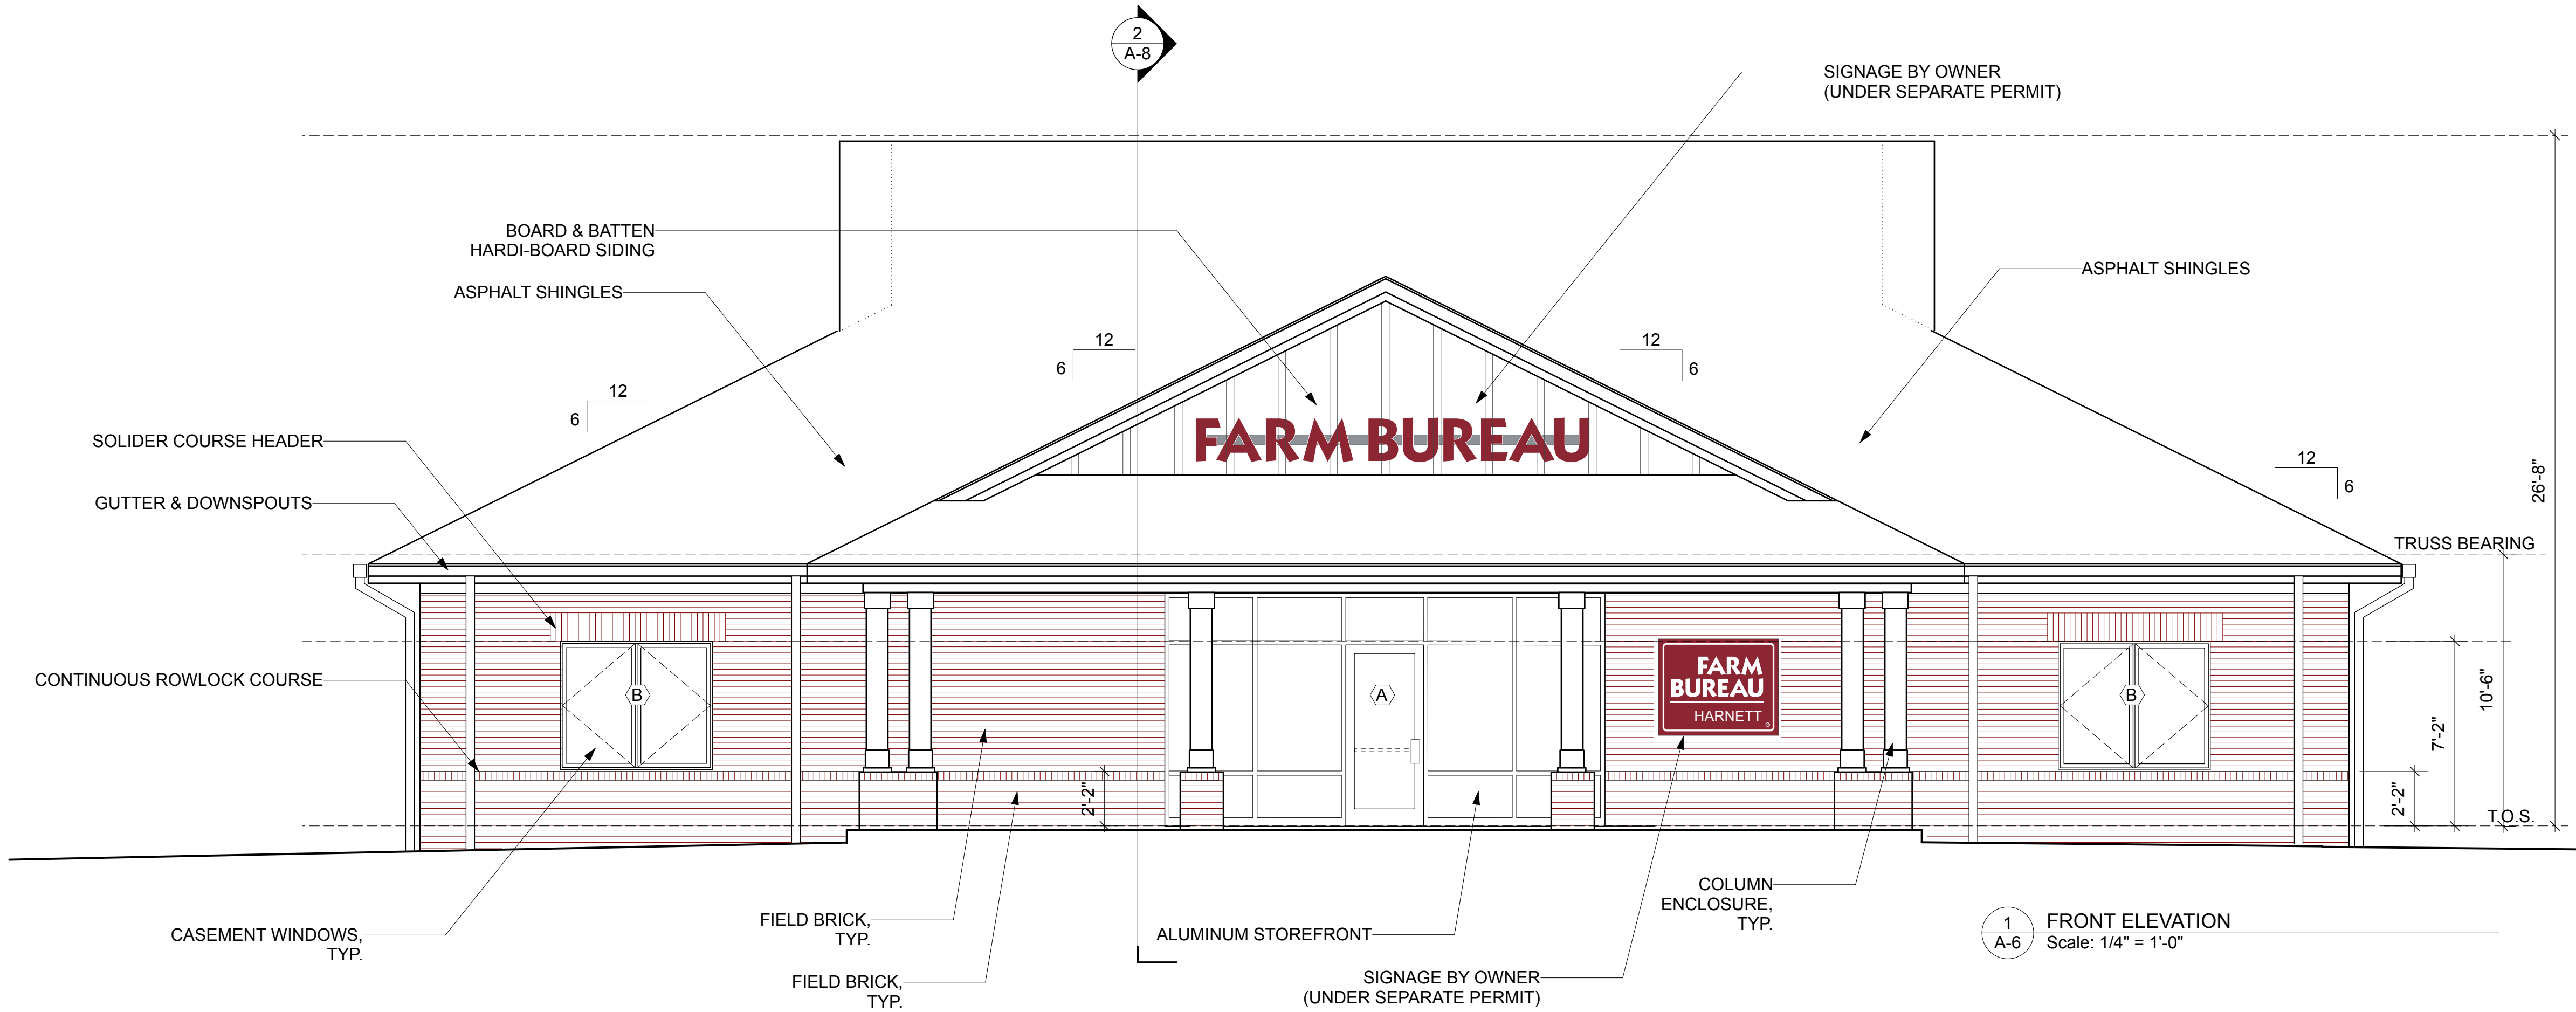 2
A-8
SIGNAGE BY OWNER
(UNDER SEPARATE PERMIT)
BOARD & BATTEN
HARDI-BOARD SIDING
ASPHALT SHINGLES
ASPHALT SHINGLES
12
6
12
6
12
6
12
6
SOLIDER COURSE HEADER
FARM BUREAU
26'-8"
GUTTER & DOWNSPOUTS
TRUSS BEARING
CONTINUOUS ROWLOCK COURSE
B
A
FARM
BUREAU
HARNETT
®
B
10'-6"
7'-2"
2'-2"
2'-2"
T.O.S.
CASEMENT WINDOWS,
TYP.
FIELD BRICK,
TYP.
FIELD BRICK,
TYP.
ALUMINUM STOREFRONT
SIGNAGE BY OWNER
(UNDER SEPARATE PERMIT)
COLUMN
ENCLOSURE,
TYP.
1
A-6
FRONT ELEVATION
Scale: 1/4" = 1'-0"